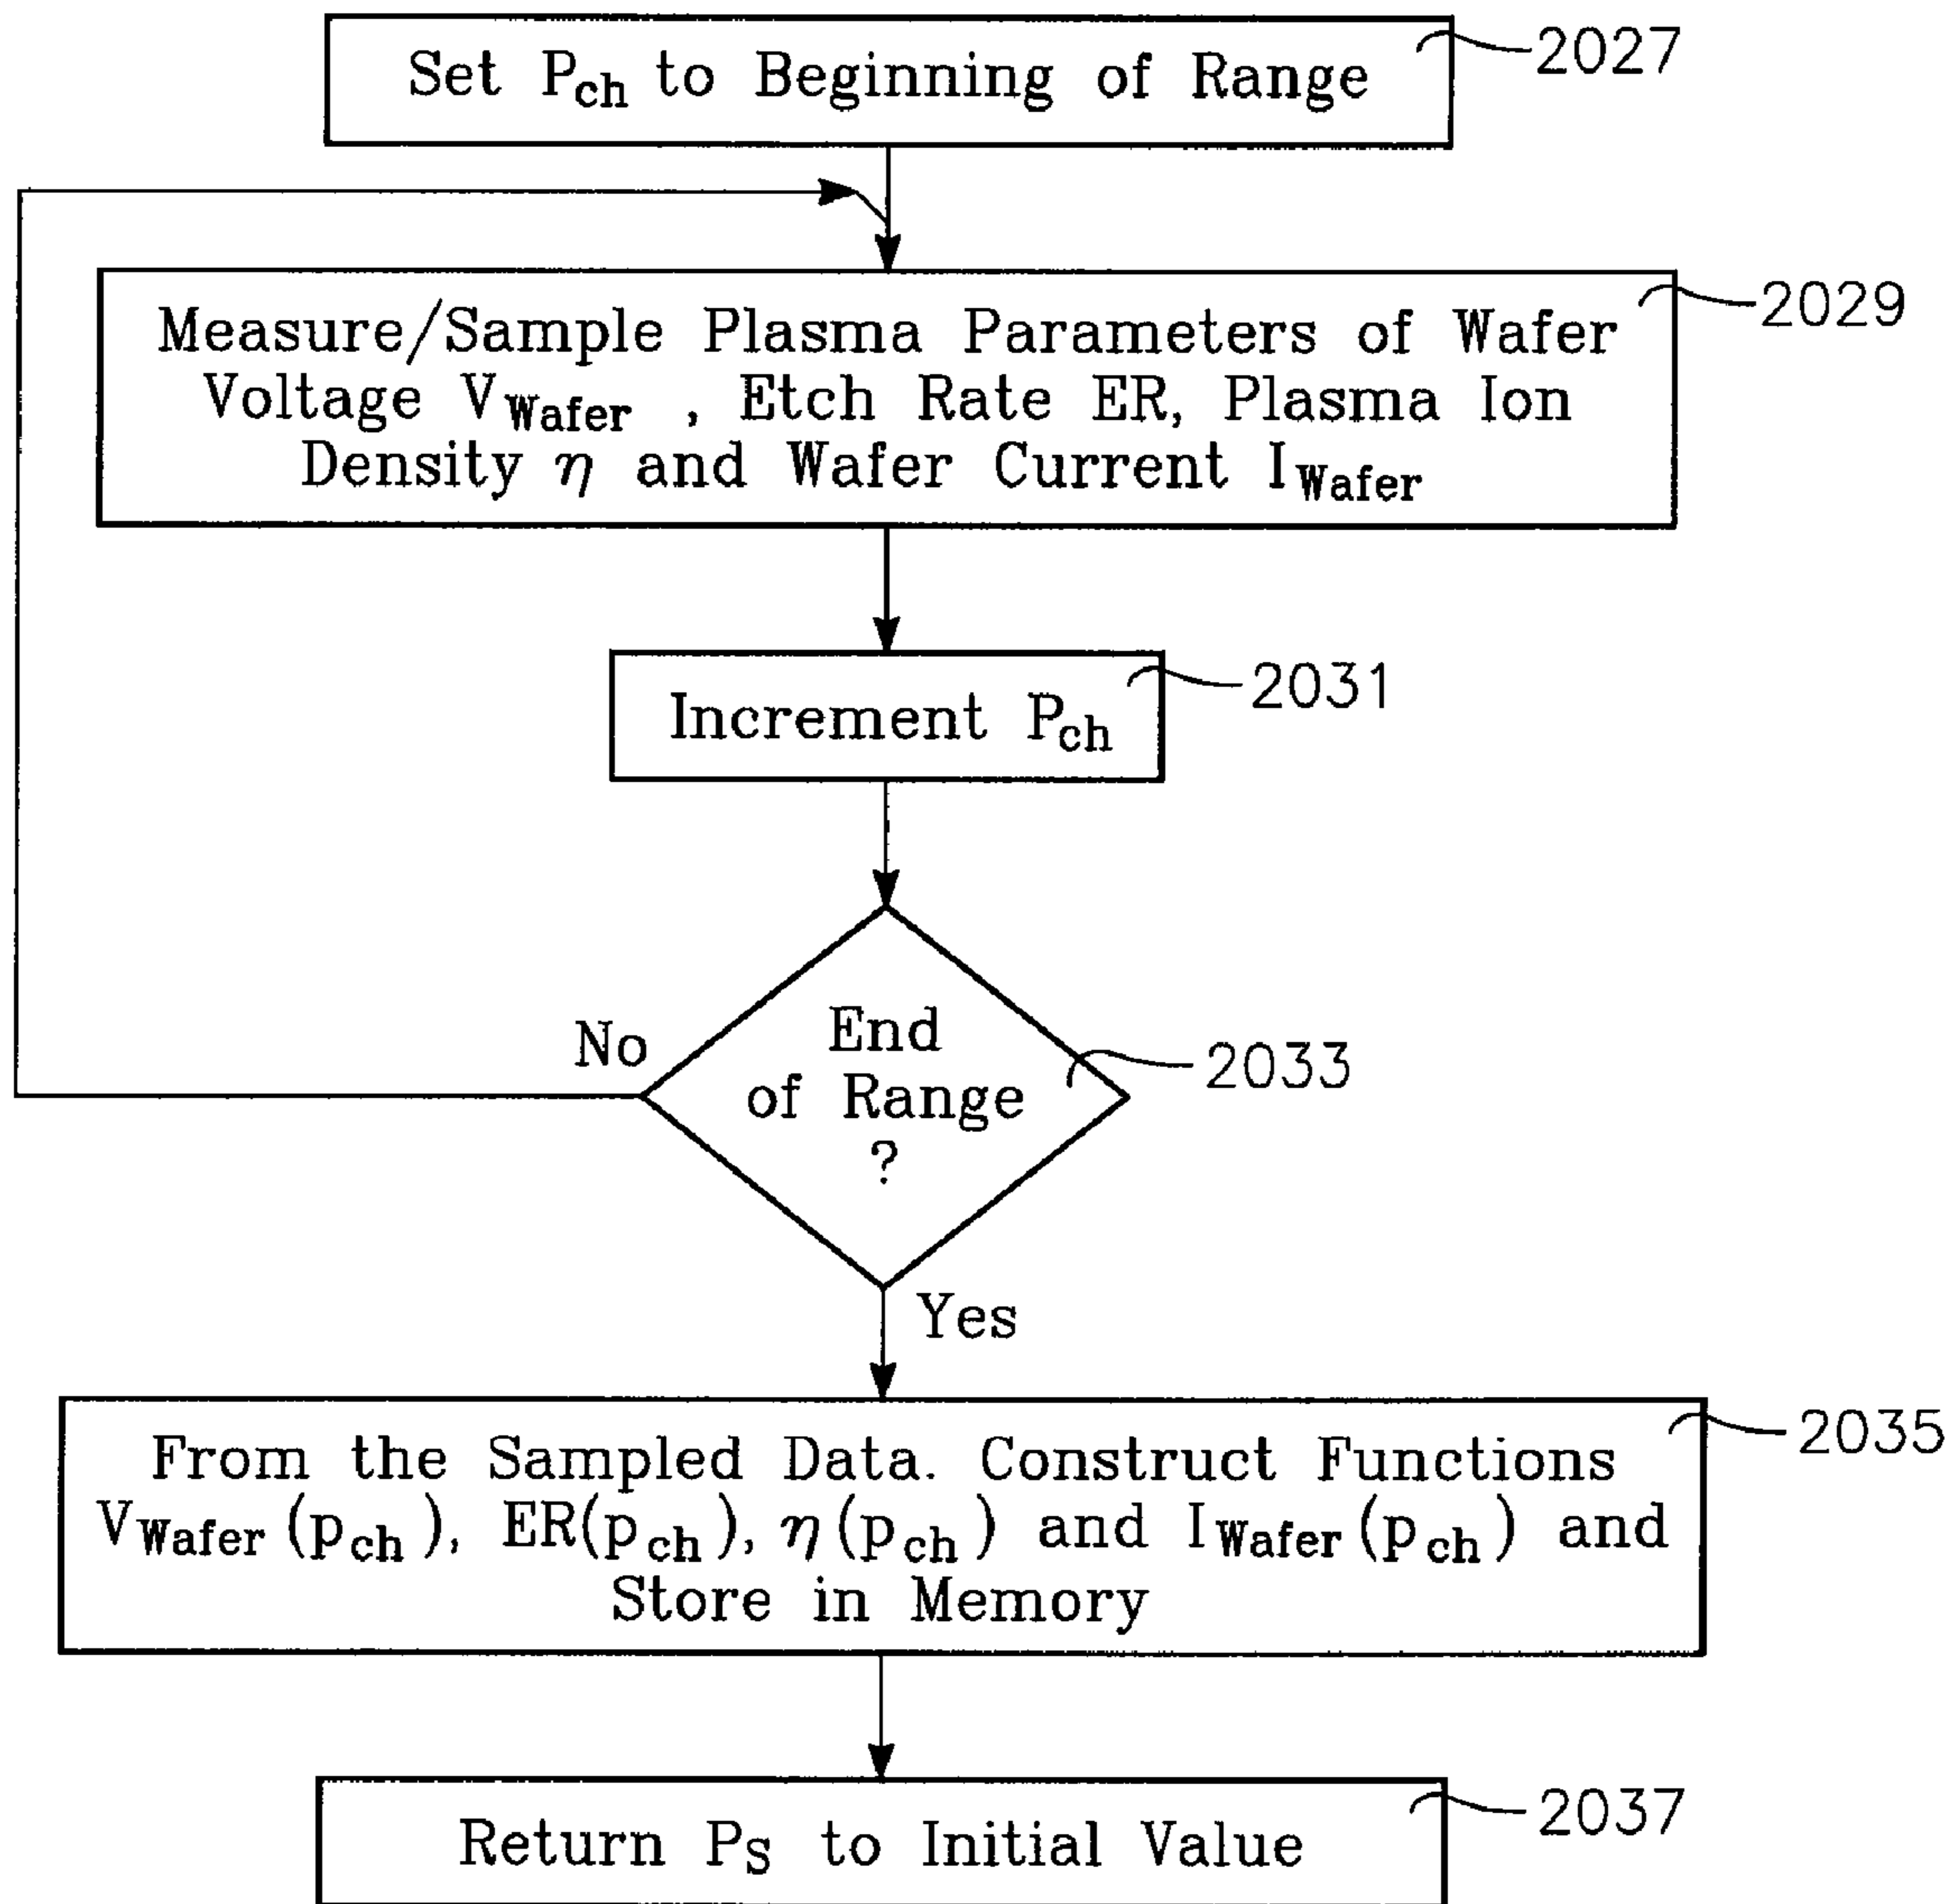 Set Pch to Beginning of Range
2027
Measure/Sample Plasma Parameters of Wafer
Voltage VWafer , Etch Rate ER, Plasma Ion
Density η and Wafer Current IWafer
2029
Increment Pch
2031
End
of Range
?
2033
No
Yes
From the Sampled Data. Construct Functions
VWafer (pch), ER(pch), η(pch) and IWafer(pch) and
Store in Memory
2035
Return PS to Initial Value
2037